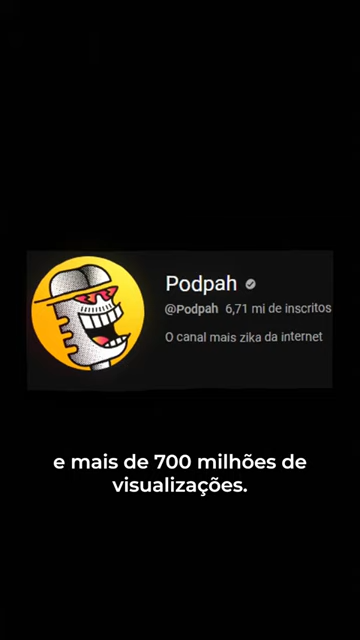 Podpah
@Podpah 6,71 mi de inscritos
O canal mais zika da internet
e mais de 700 milhões de
visualizações.